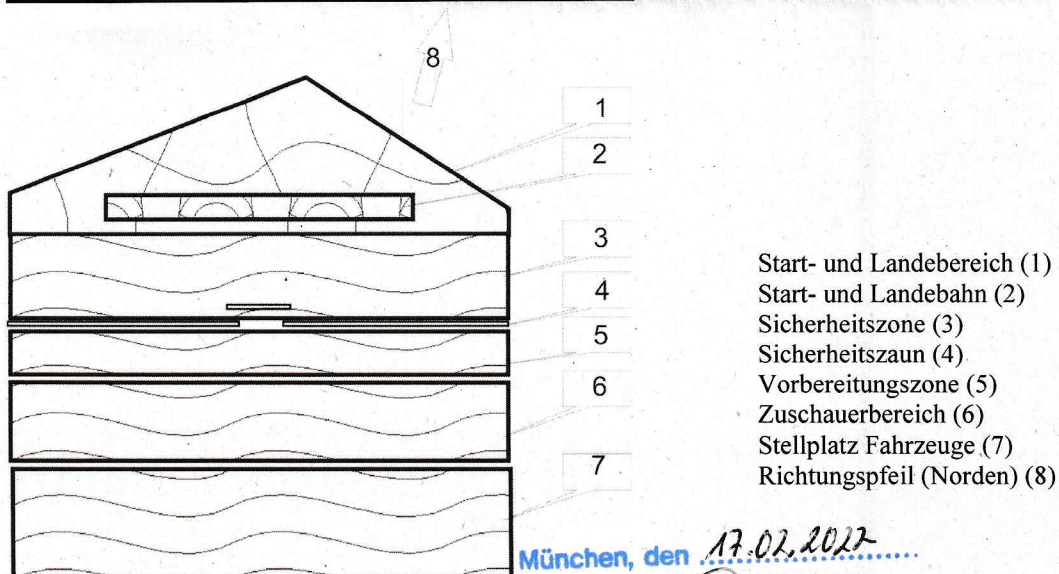 8
1
2
3
4
5
6
7
Start- und Landebereich (1)
Start- und Landebahn (2)
Sicherheitszone (3)
Sicherheitszaun (4)
Vorbereitungszone (5)
Zuschauerbereich (6)
Stellplatz Fahrzeuge (7)
Richtungspfeil (Norden) (8)
München, den 17.02.2022